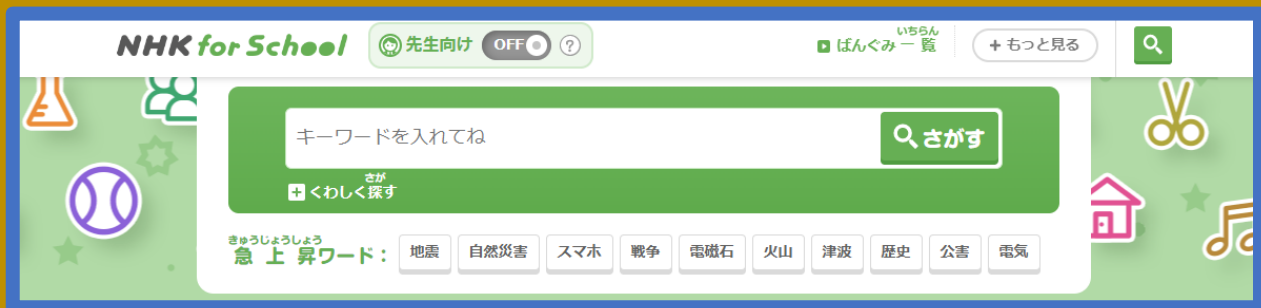 NHK for School 先生向け OFF ? いちらん ばんぐみ一覧 + もっと見る
キーワードを入れてね さがす
+ くわしく探す さが
きゅうじょうしょう
急上昇ワード： 地震 自然災害 スマホ 戦争 電磁石 火山 津波 歴史 公害 電気